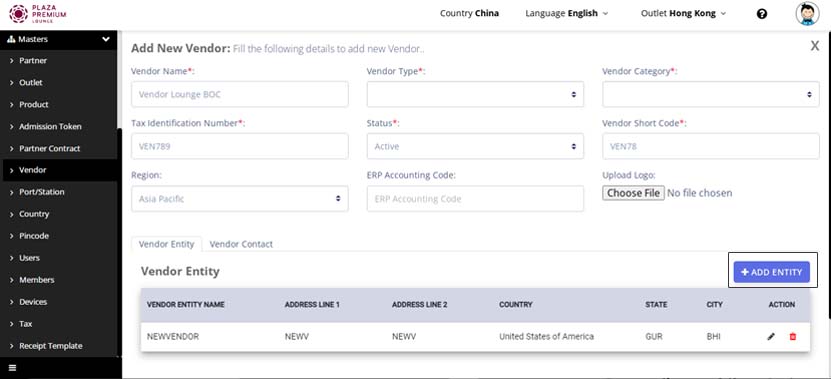 PLAZA
PREMIUM
LOUNGE
Country China
Language English
Outlet Hong Kong
?
Masters
Partner
Outlet
Product
Admission Token
Partner Contract
Vendor
Port/Station
Country
Pincode
Users
Members
Devices
Tax
Receipt Template
Add New Vendor: Fill the following details to add new Vendor..
X
Vendor Name*: Vendor Type*: Vendor Category*:
Vendor Lounge BOC
Tax Identification Number*: Status*: Vendor Short Code*:
VEN789 Active VEN78
Region: ERP Accounting Code: Upload Logo:
Asia Pacific ERP Accounting Code Choose File No file chosen
Vendor Entity Vendor Contact
Vendor Entity
+ ADD ENTITY
VENDOR ENTITY NAME ADDRESS LINE 1 ADDRESS LINE 2 COUNTRY STATE CITY ACTION
NEWVENDOR NEWV NEWV United States of America GUR BHI